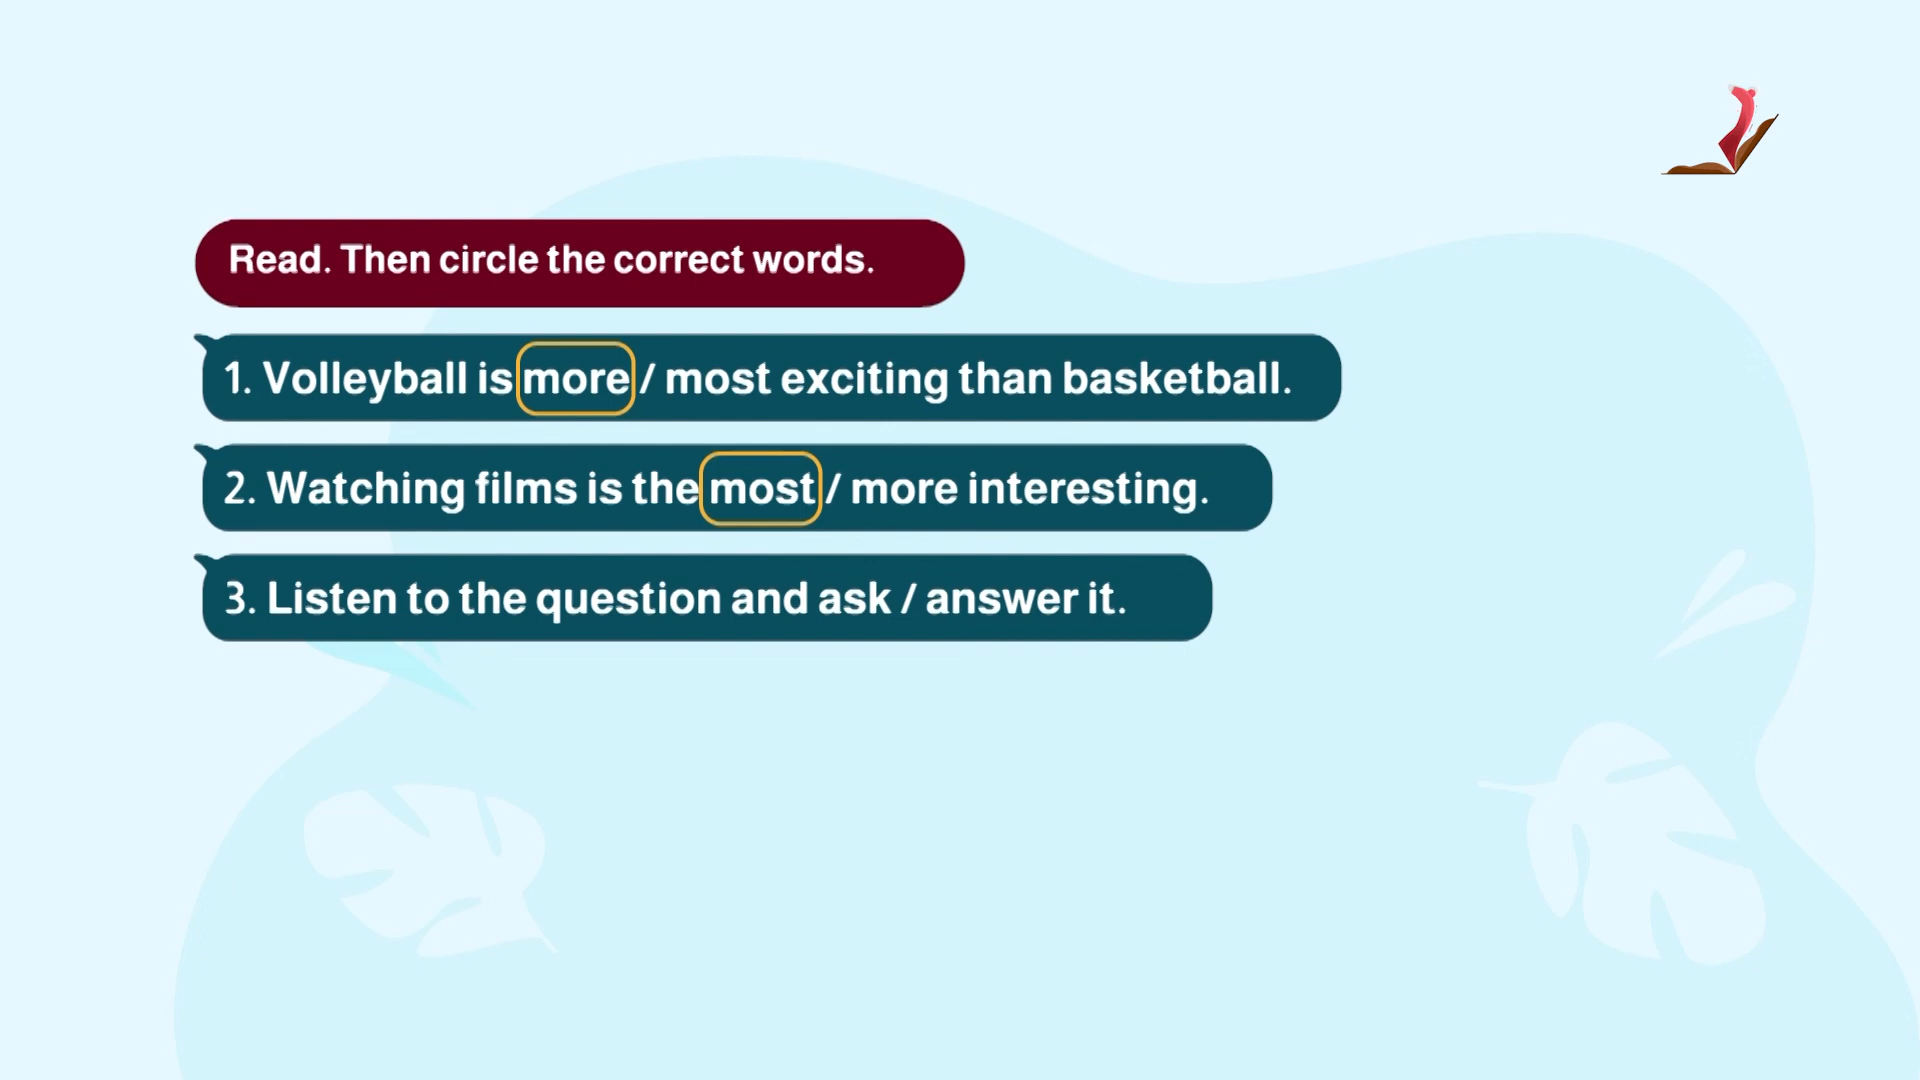 Read. Then circle the correct words.
1. Volleyball is more / most exciting than basketball.
2. Watching films is the most / more interesting.
3. Listen to the question and ask / answer it.